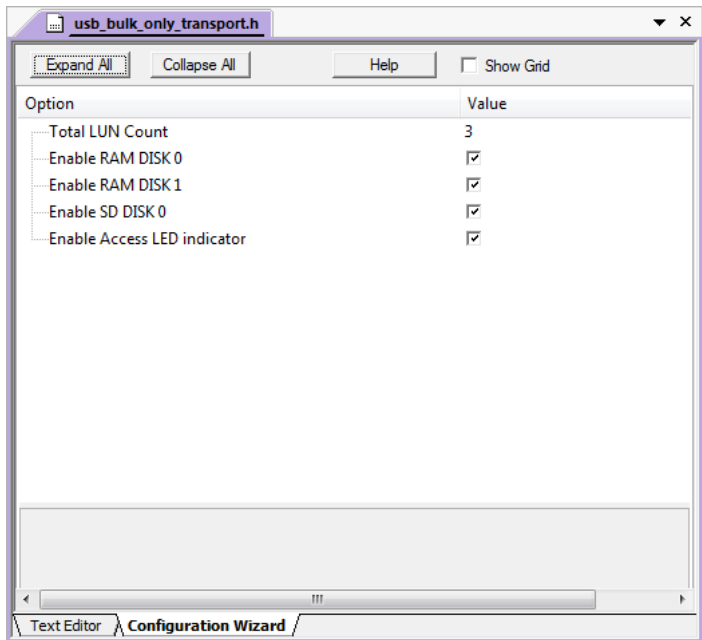 usb_bulk_only_transport.h
Expand All Collapse All Help Show Grid
Option Value
Total LUN Count 3
Enable RAM DISK 0
Enable RAM DISK 1
Enable SD DISK 0
Enable Access LED indicator
Text Editor Configuration Wizard